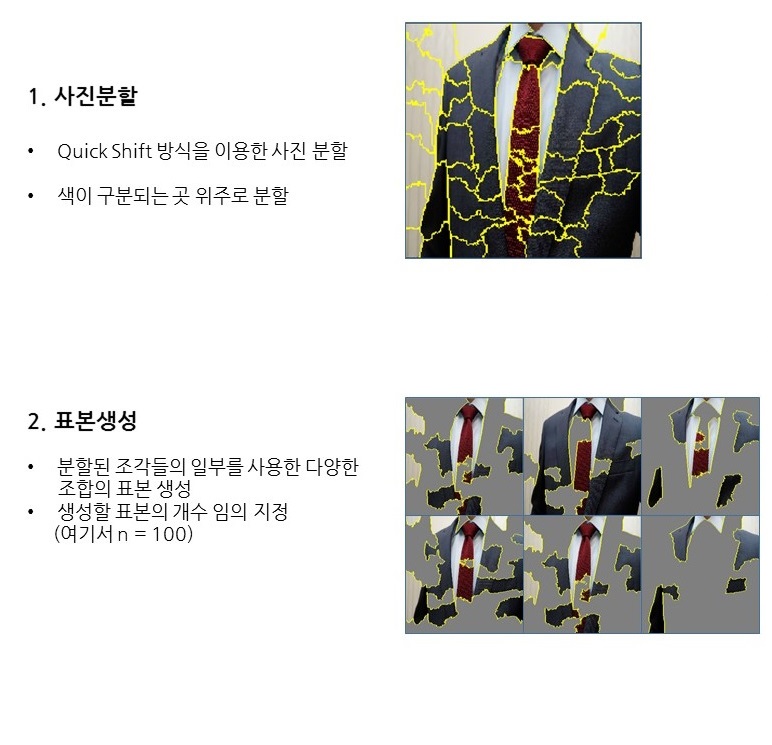 1. 사진분할
• Quick Shift 방식을 이용한 사진 분할
• 색이 구분되는 곳 위주로 분할
2. 표본생성
• 분할된 조각들의 일부를 사용한 다양한
조합의 표본 생성
• 생성할 표본의 개수 임의 지정
(여기서 n = 100)